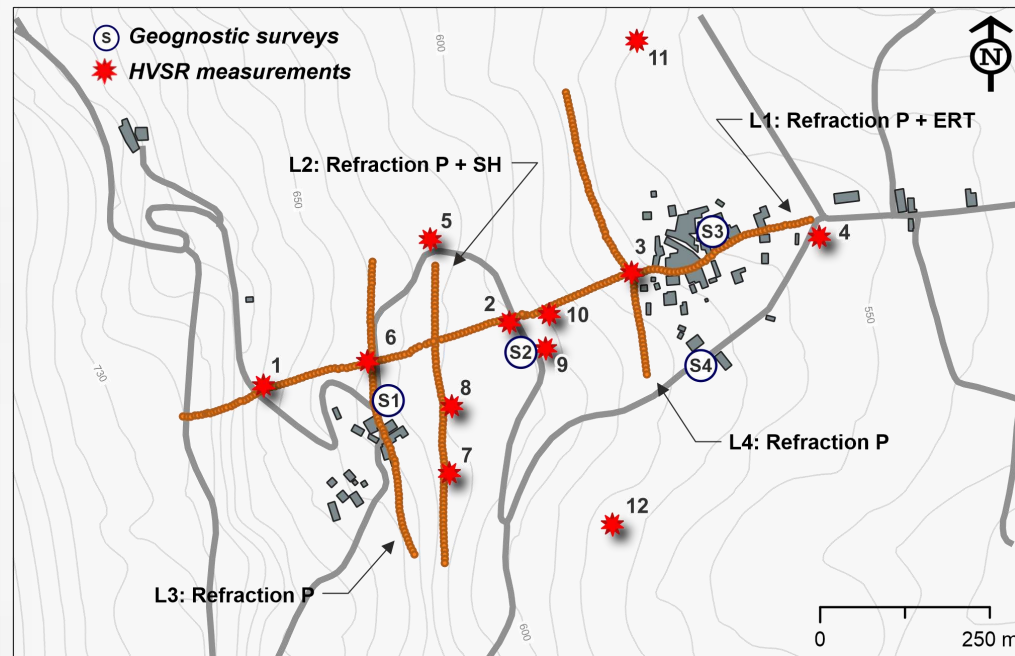 S Geognostic surveys
HVSR measurements
600
N
11
L1: Refraction P + ERT
L2: Refraction P + SH
650
5
S3
4
3
2
10
6
S2
9
550
1
S4
730
S1
8
L4: Refraction P
7
12
L3: Refraction P
600
0 250 m